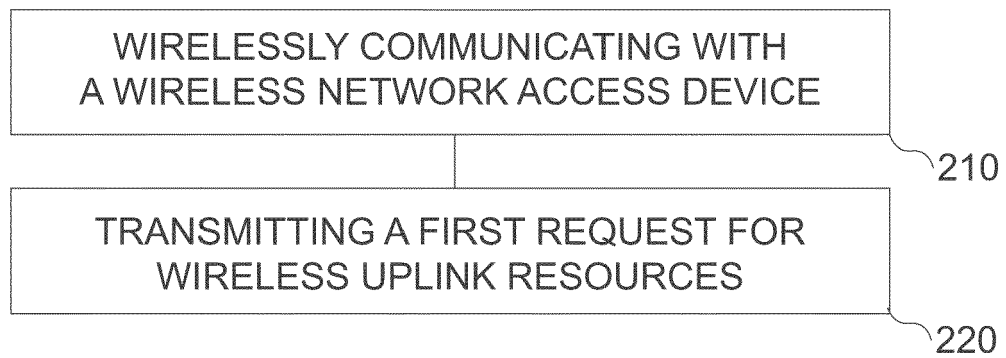 WIRELESSLY COMMUNICATING WITH
A WIRELESS NETWORK ACCESS DEVICE
210
TRANSMITTING A FIRST REQUEST FOR
WIRELESS UPLINK RESOURCES
220